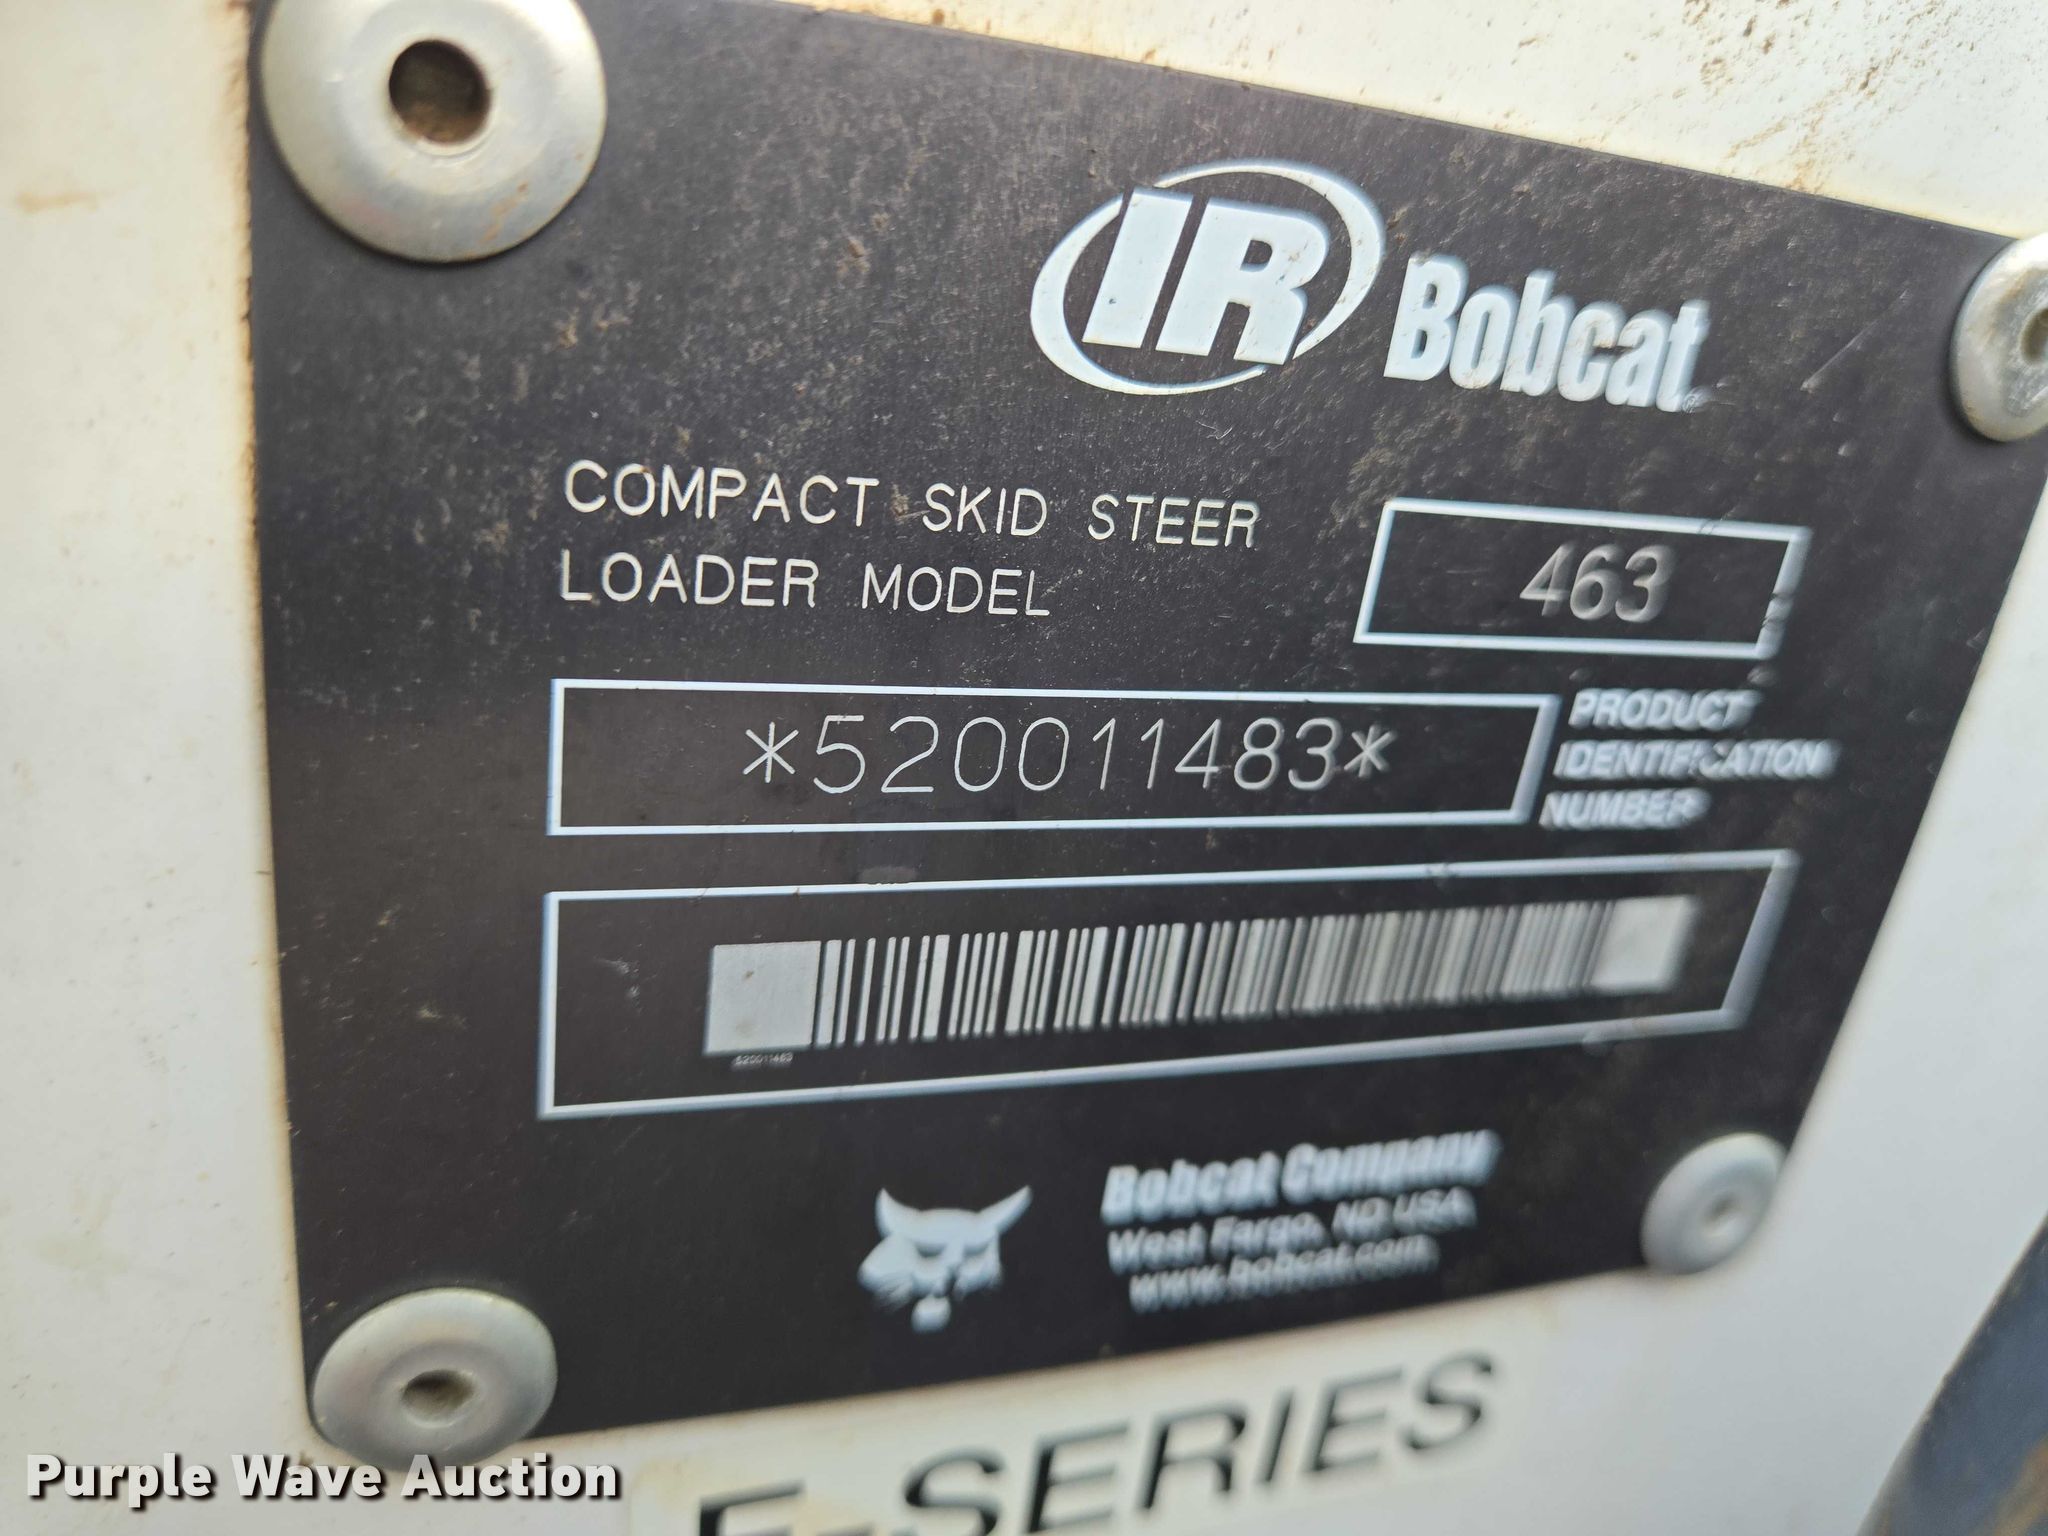 IR Bobcat
COMPACT SKID STEER
LOADER MODEL
463
*520011483*
PRODUCT
IDENTIFICATION
NUMBER
520011483
Bobcat Company
West Fargo, ND USA
www.bobcat.com
-SERIES
Purple Wave Auction